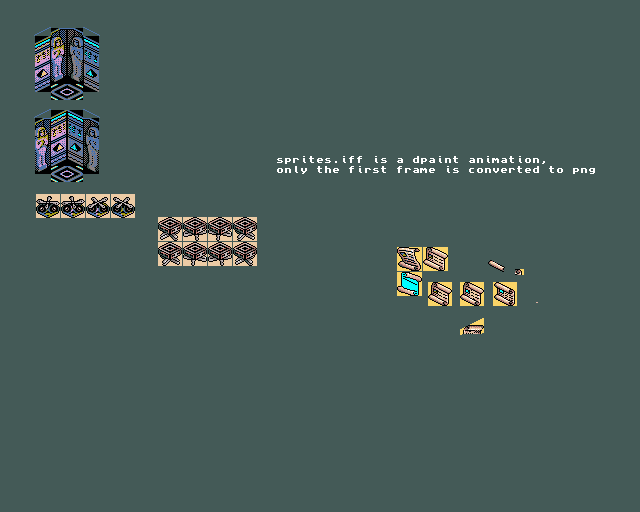 sprites.iff is a dpaint animation,
only the first frame is converted to png